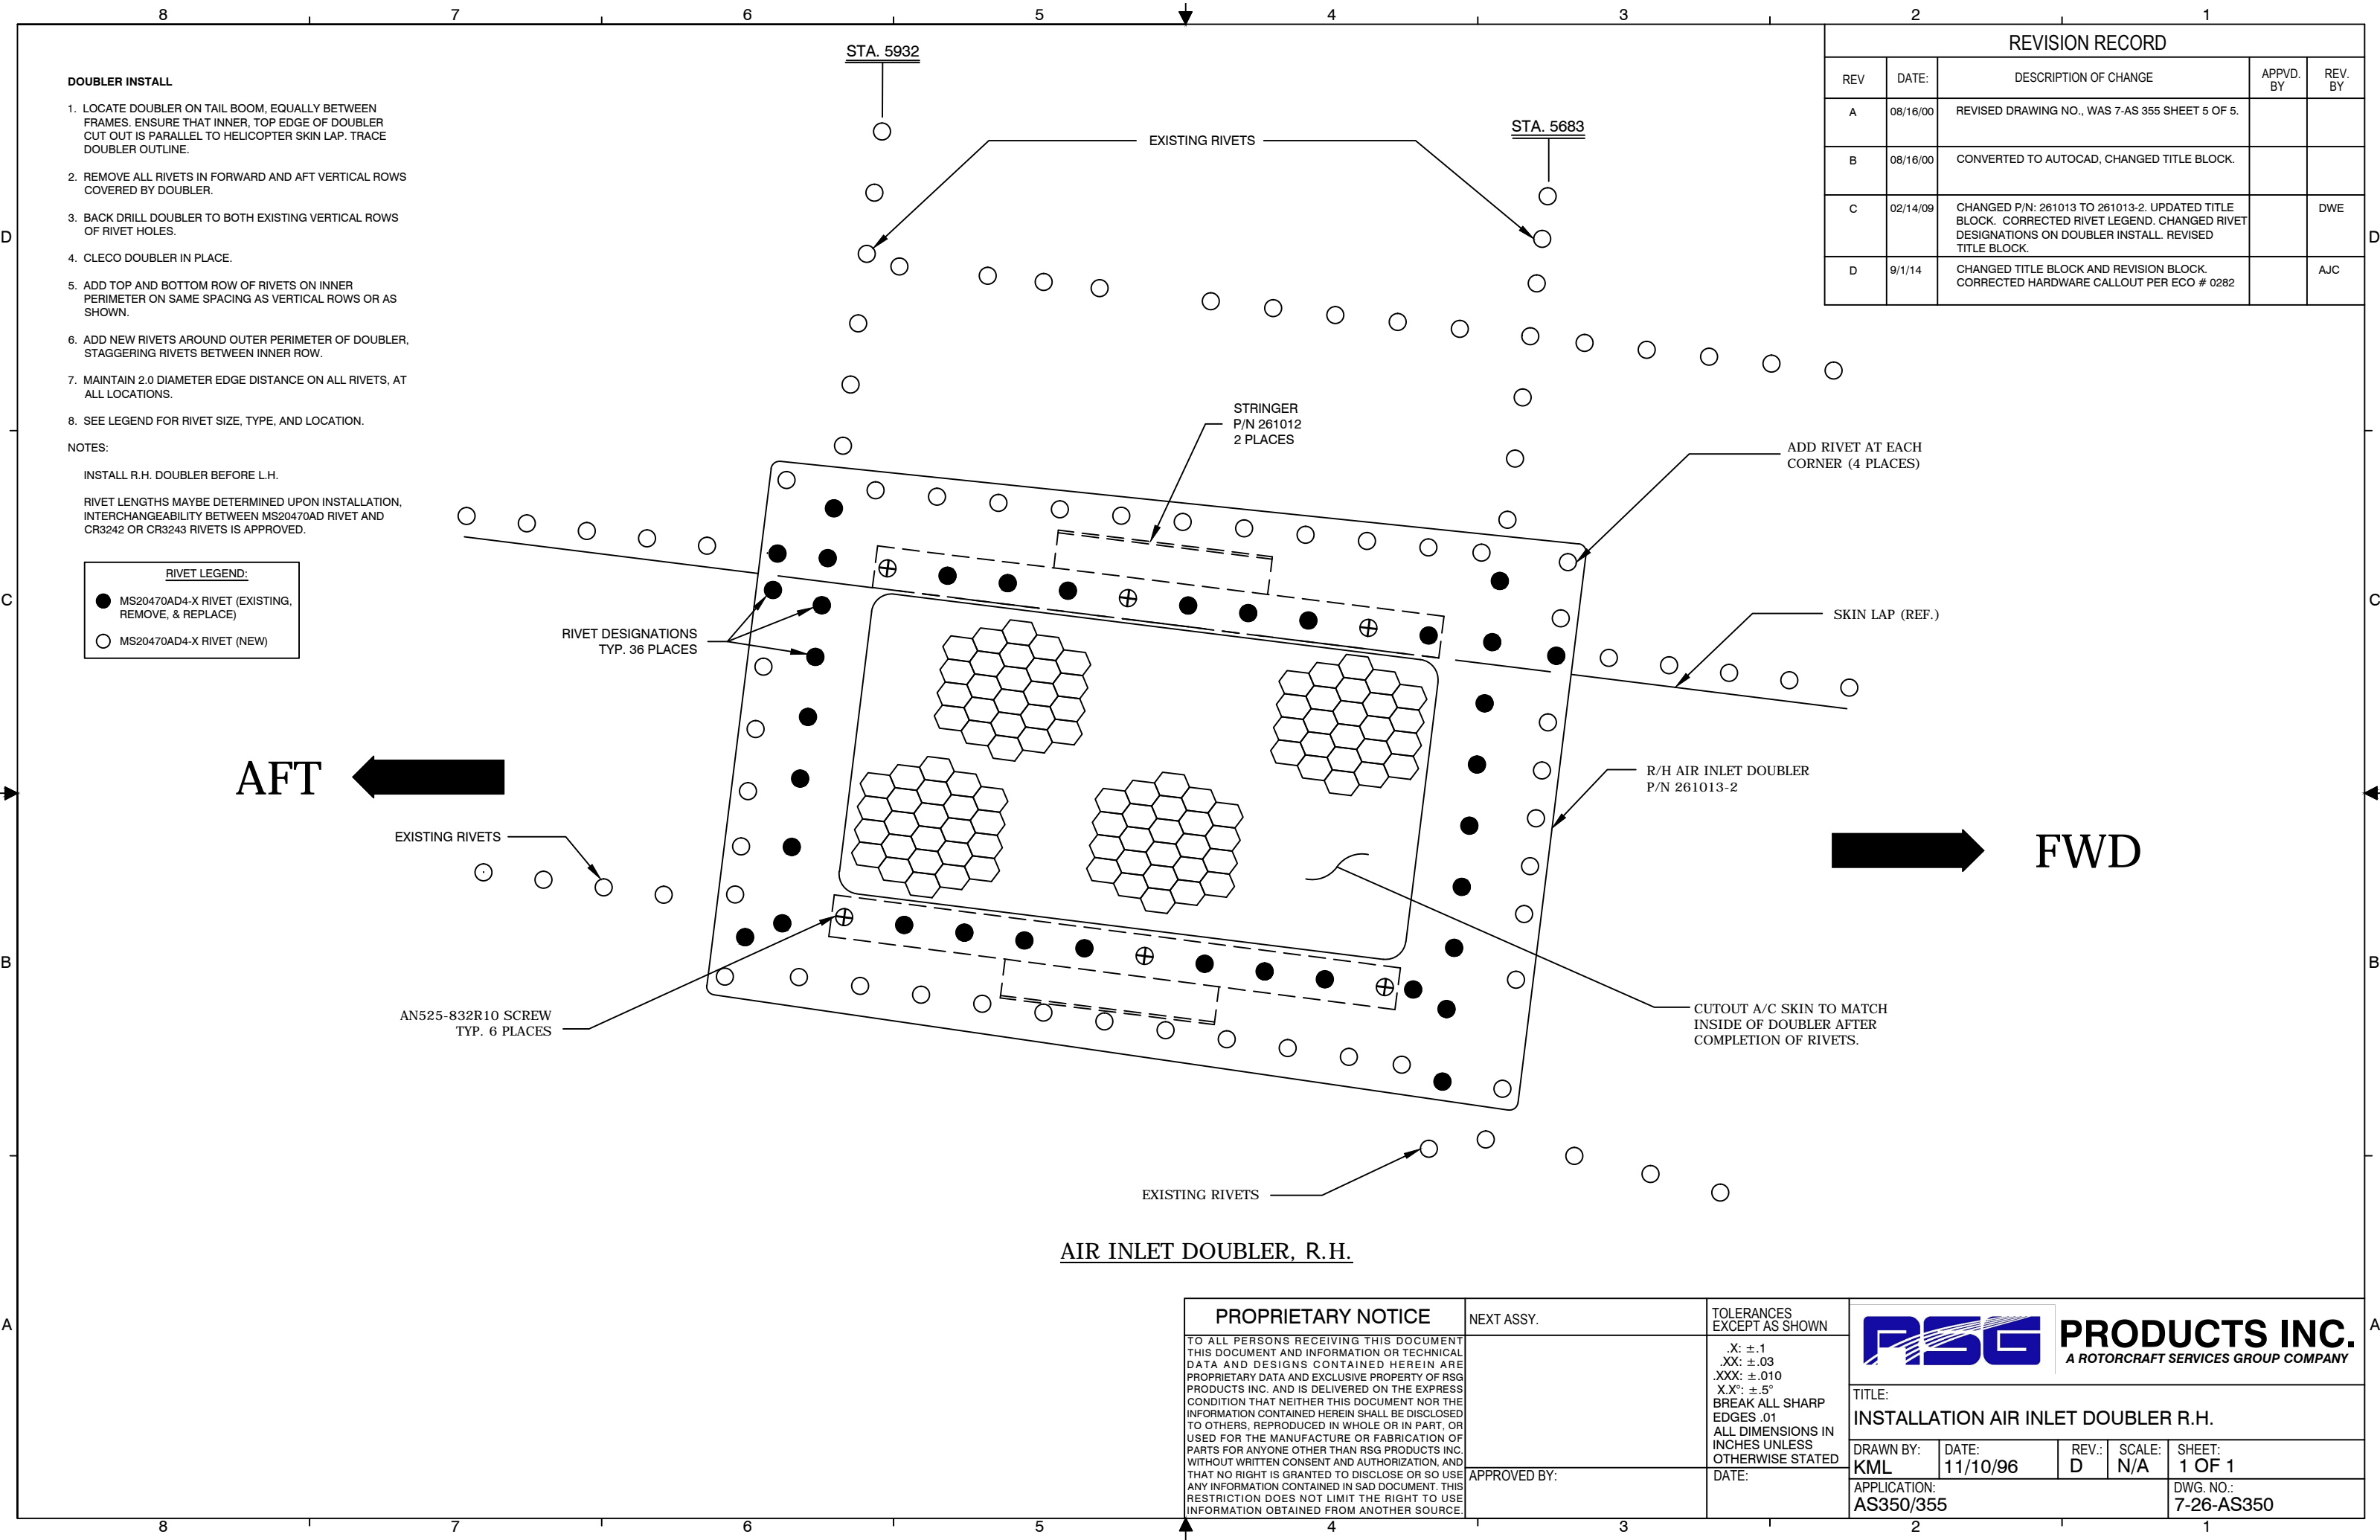 8 7 6 5 4 3 2 1
DOUBLER INSTALL
1. LOCATE DOUBLER ON TAIL BOOM, EQUALLY BETWEEN
FRAMES. ENSURE THAT INNER, TOP EDGE OF DOUBLER
CUT OUT IS PARALLEL TO HELICOPTER SKIN LAP. TRACE
DOUBLER OUTLINE.
2. REMOVE ALL RIVETS IN FORWARD AND AFT VERTICAL ROWS
COVERED BY DOUBLER.
3. BACK DRILL DOUBLER TO BOTH EXISTING VERTICAL ROWS
OF RIVET HOLES.
4. CLECO DOUBLER IN PLACE.
5. ADD TOP AND BOTTOM ROW OF RIVETS ON INNER
PERIMETER ON SAME SPACING AS VERTICAL ROWS OR AS
SHOWN.
6. ADD NEW RIVETS AROUND OUTER PERIMETER OF DOUBLER,
STAGGERING RIVETS BETWEEN INNER ROW.
7. MAINTAIN 2.0 DIAMETER EDGE DISTANCE ON ALL RIVETS, AT
ALL LOCATIONS.
8. SEE LEGEND FOR RIVET SIZE, TYPE, AND LOCATION.
NOTES:
INSTALL R.H. DOUBLER BEFORE L.H.
RIVET LENGTHS MAYBE DETERMINED UPON INSTALLATION,
INTERCHANGEABILITY BETWEEN MS20470AD RIVET AND
CR3242 OR CR3243 RIVETS IS APPROVED.
RIVET LEGEND:
MS20470AD4-X RIVET (EXISTING,
REMOVE, & REPLACE)
MS20470AD4-X RIVET (NEW)
STA. 5932
EXISTING RIVETS
STA. 5683
REVISION RECORD
REV DATE: DESCRIPTION OF CHANGE APPVD. BY REV. BY
A 08/16/00 REVISED DRAWING NO., WAS 7-AS 355 SHEET 5 OF 5.
B 08/16/00 CONVERTED TO AUTOCAD, CHANGED TITLE BLOCK.
C 02/14/09 CHANGED P/N: 261013 TO 261013-2. UPDATED TITLE DWE
BLOCK. CORRECTED RIVET LEGEND. CHANGED RIVET
DESIGNATIONS ON DOUBLER INSTALL. REVISED
TITLE BLOCK.
D 9/1/14 CHANGED TITLE BLOCK AND REVISION BLOCK. AJC
CORRECTED HARDWARE CALLOUT PER ECO # 0282
D D
STRINGER
P/N 261012
2 PLACES
ADD RIVET AT EACH
CORNER (4 PLACES)
C C
RIVET DESIGNATIONS
TYP. 36 PLACES
SKIN LAP (REF.)
AFT
R/H AIR INLET DOUBLER
P/N 261013-2
EXISTING RIVETS
FWD
B B
AN525-832R10 SCREW
TYP. 6 PLACES
CUTOUT A/C SKIN TO MATCH
INSIDE OF DOUBLER AFTER
COMPLETION OF RIVETS.
EXISTING RIVETS
AIR INLET DOUBLER, R.H.
A A
PROPRIETARY NOTICE
TO ALL PERSONS RECEIVING THIS DOCUMENT
THIS DOCUMENT AND INFORMATION OR TECHNICAL
DATA AND DESIGNS CONTAINED HEREIN ARE
PROPRIETARY DATA AND EXCLUSIVE PROPERTY OF RSG
PRODUCTS INC. AND IS DELIVERED ON THE EXPRESS
CONDITION THAT NEITHER THIS DOCUMENT NOR THE
INFORMATION CONTAINED HEREIN SHALL BE DISCLOSED
TO OTHERS, REPRODUCED IN WHOLE OR IN PART, OR
USED FOR THE MANUFACTURE OR FABRICATION OF
PARTS FOR ANYONE OTHER THAN RSG PRODUCTS INC.
WITHOUT WRITTEN CONSENT AND AUTHORIZATION, AND
THAT NO RIGHT IS GRANTED TO DISCLOSE OR SO USE
ANY INFORMATION CONTAINED IN SAD DOCUMENT. THIS
RESTRICTION DOES NOT LIMIT THE RIGHT TO USE
INFORMATION OBTAINED FROM ANOTHER SOURCE.
NEXT ASSY.
APPROVED BY:
TOLERANCES
EXCEPT AS SHOWN
.X: ±.1
.XX: ±.03
.XXX: ±.010
X.X°: ±.5°
BREAK ALL SHARP
EDGES .01
ALL DIMENSIONS IN
INCHES UNLESS
OTHERWISE STATED
DATE:
RSG PRODUCTS INC.
A ROTORCRAFT SERVICES GROUP COMPANY
TITLE:
INSTALLATION AIR INLET DOUBLER R.H.
DRAWN BY: DATE: REV.: SCALE: SHEET:
KML 11/10/96 D N/A 1 OF 1
APPLICATION: DWG. NO.:
AS350/355 7-26-AS350
8 7 6 5 4 3 2 1